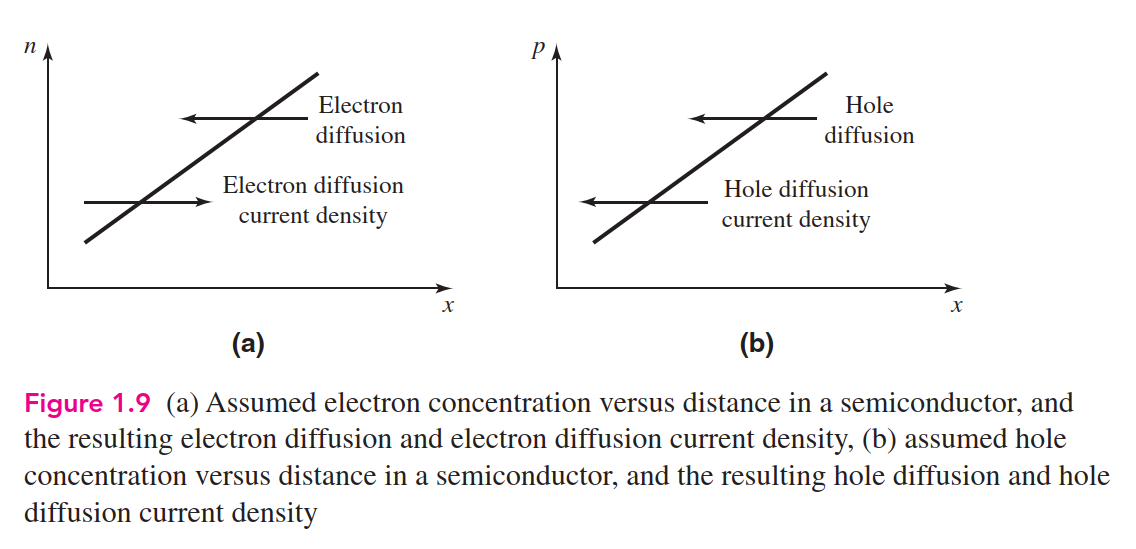 n
Electron
diffusion
Electron diffusion
current density
x
(a)
p
Hole
diffusion
Hole diffusion
current density
x
(b)
Figure 1.9 (a) Assumed electron concentration versus distance in a semiconductor, and
the resulting electron diffusion and electron diffusion current density, (b) assumed hole
concentration versus distance in a semiconductor, and the resulting hole diffusion and hole
diffusion current density